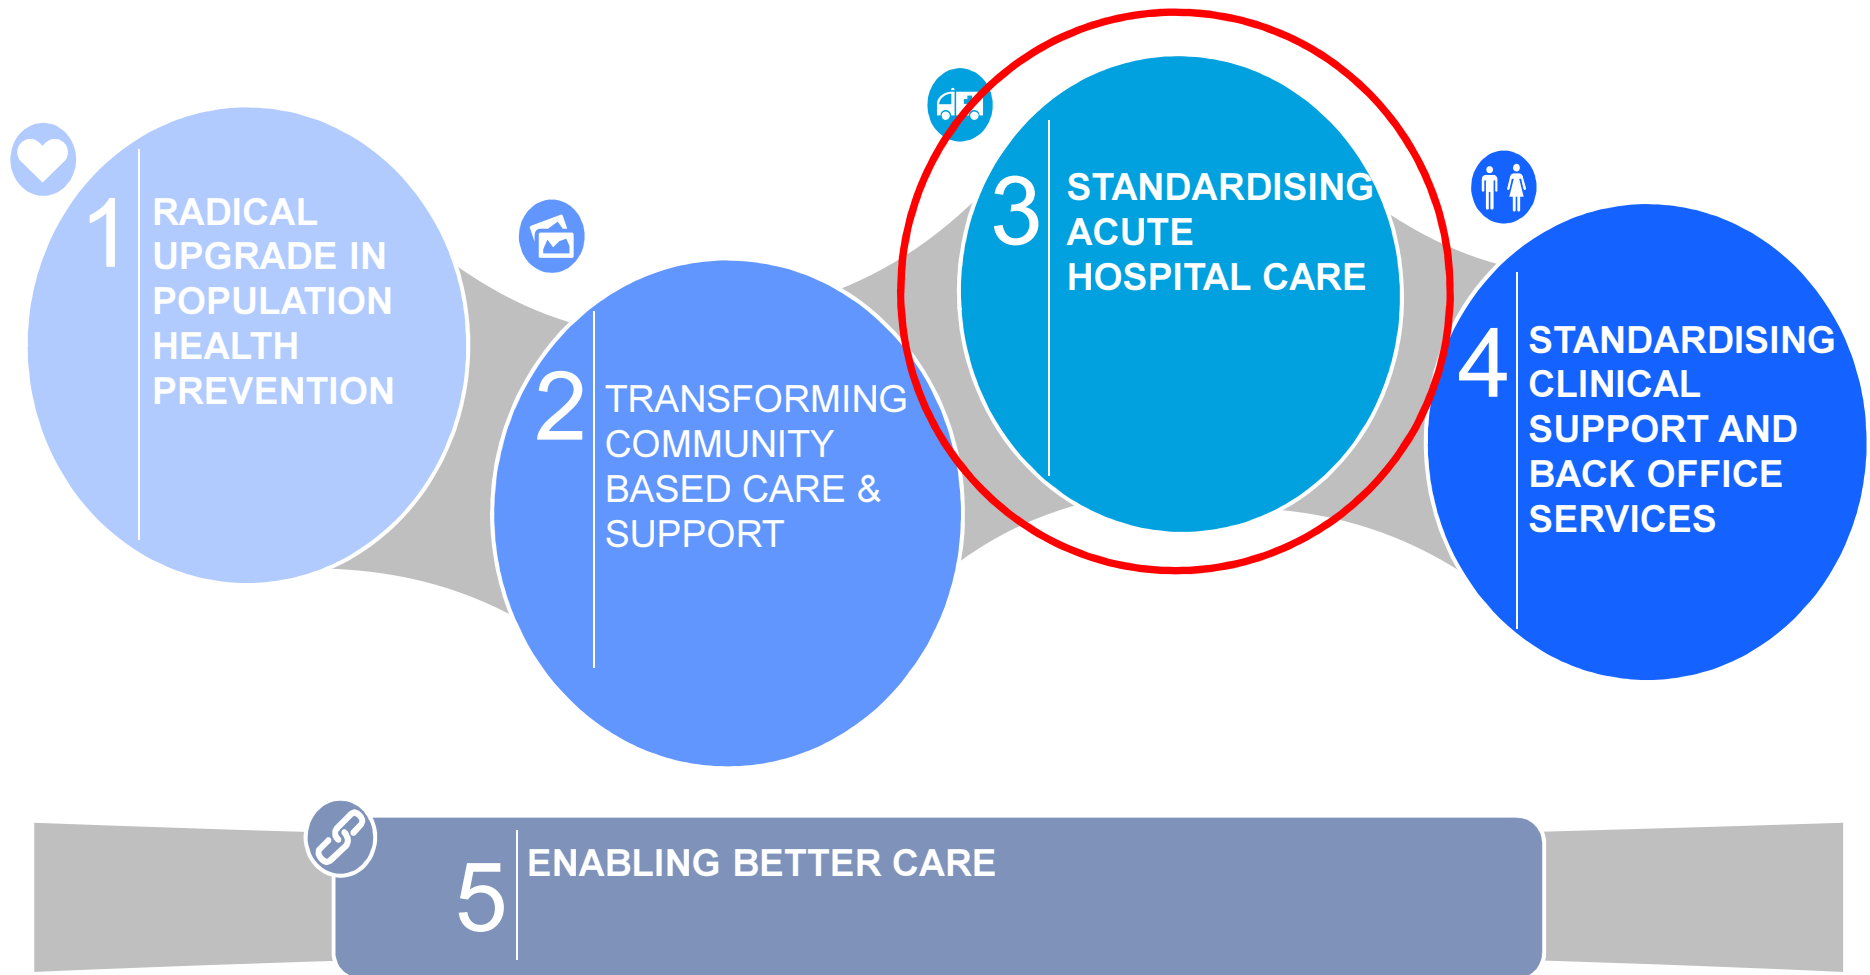 1
RADICAL
UPGRADE IN
POPULATION
HEALTH
PREVENTION
2
TRANSFORMING
COMMUNITY
BASED CARE &
SUPPORT
3
STANDARDISING
ACUTE
HOSPITAL CARE
4
STANDARDISING
CLINICAL
SUPPORT AND
BACK OFFICE
SERVICES
5
ENABLING BETTER CARE